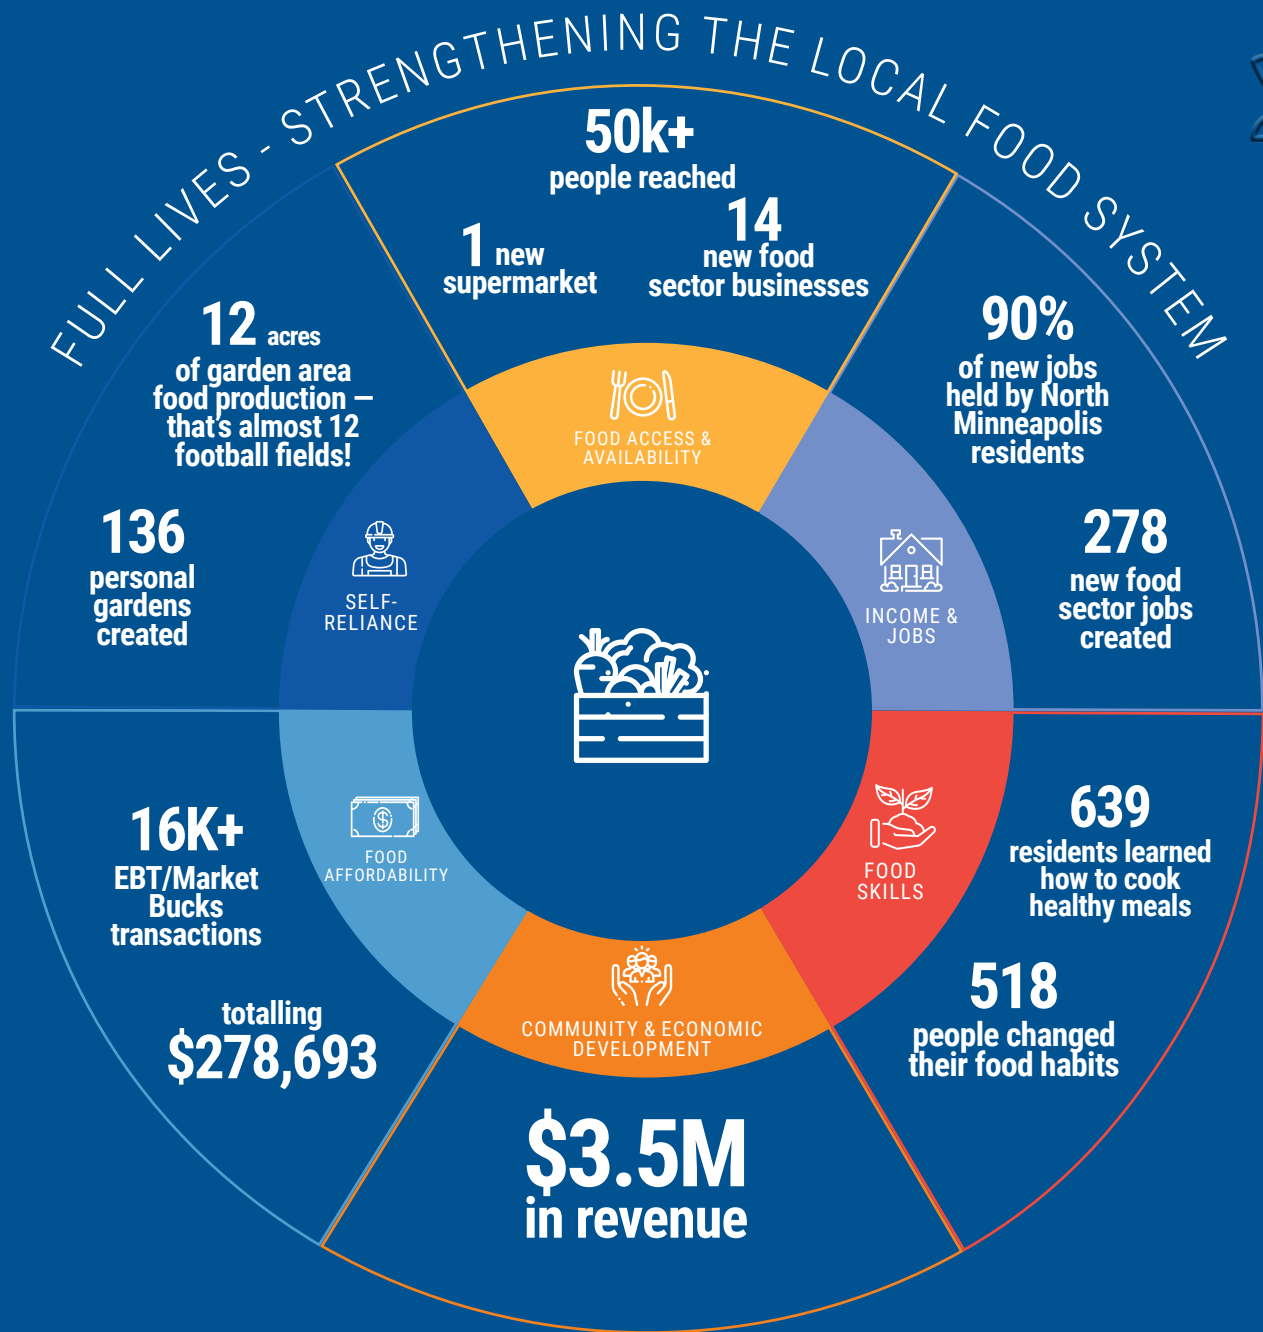 FULL LIVES - STRENGTHENING THE LOCAL FOOD SYSTEM
50k+
people reached
1 new
supermarket
14
new food
sector businesses
FOOD ACCESS &
AVAILABILITY
90%
of new jobs
held by North
Minneapolis
residents
278
new food
sector jobs
created
INCOME &
JOBS
639
residents learned
how to cook
healthy meals
518
people changed
their food habits
FOOD
SKILLS
COMMUNITY & ECONOMIC
DEVELOPMENT
$3.5M
in revenue
FOOD
AFFORDABILITY
$
16K+
EBT/Market
Bucks
transactions
totalling
$278,693
12 acres
of garden area
food production –
that's almost 12
football fields!
136
personal
gardens
created
SELF-
RELIANCE